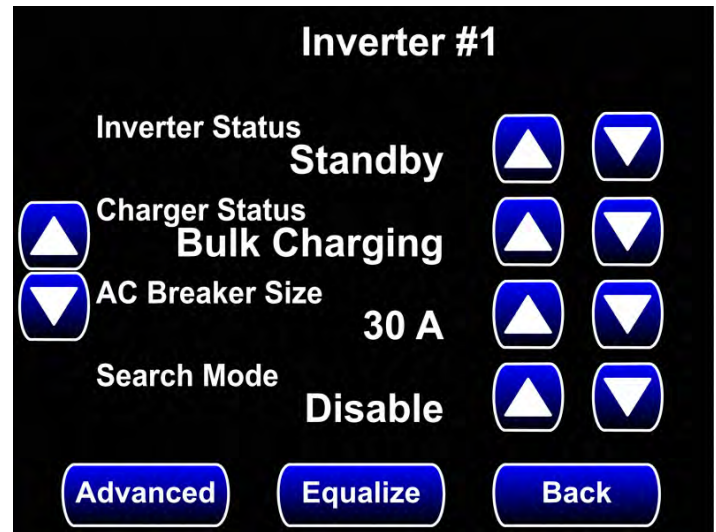 Inverter #1
Inverter Status
Standby
Charger Status
Bulk Charging
AC Breaker Size
30 A
Search Mode
Disable
Advanced
Equalize
Back